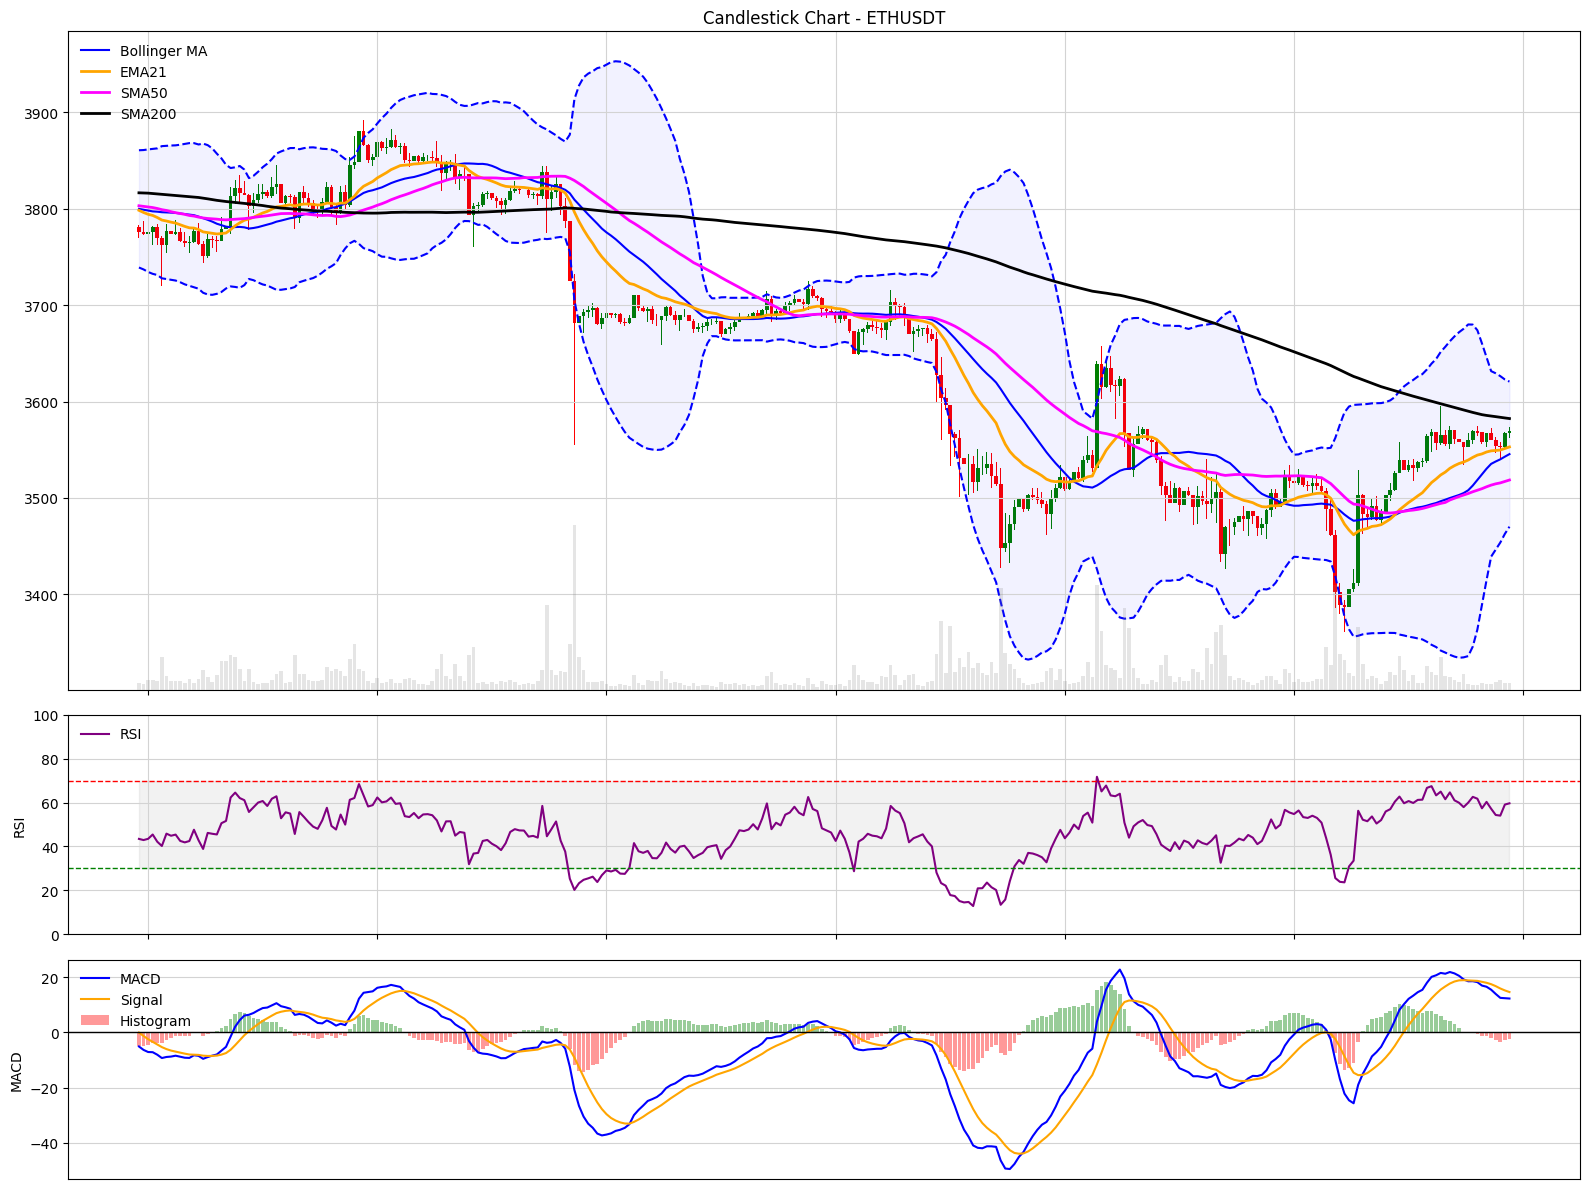 Candlestick Chart - ETHUSDT
Bollinger MA
EMA21
SMA50
SMA200
3900
3800
3700
3600
3500
3400
RSI
100
80
60
40
20
0
RSI
MACD
Signal
Histogram
20
0
−20
−40
MACD